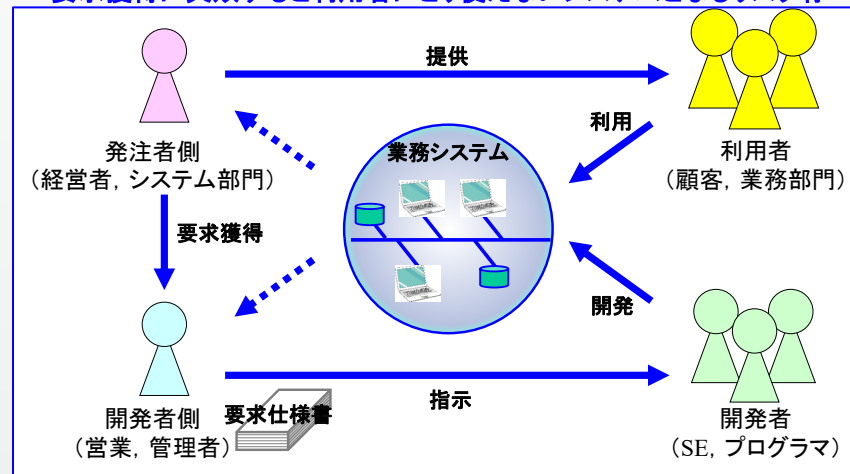 提供
発注者側
(経営者, システム部門)
業務システム
利用
利用者
(顧客, 業務部門)
要求獲得
開発
開発者側
(営業, 管理者)
要求仕様書
指示
開発者
(SE, プログラマ)